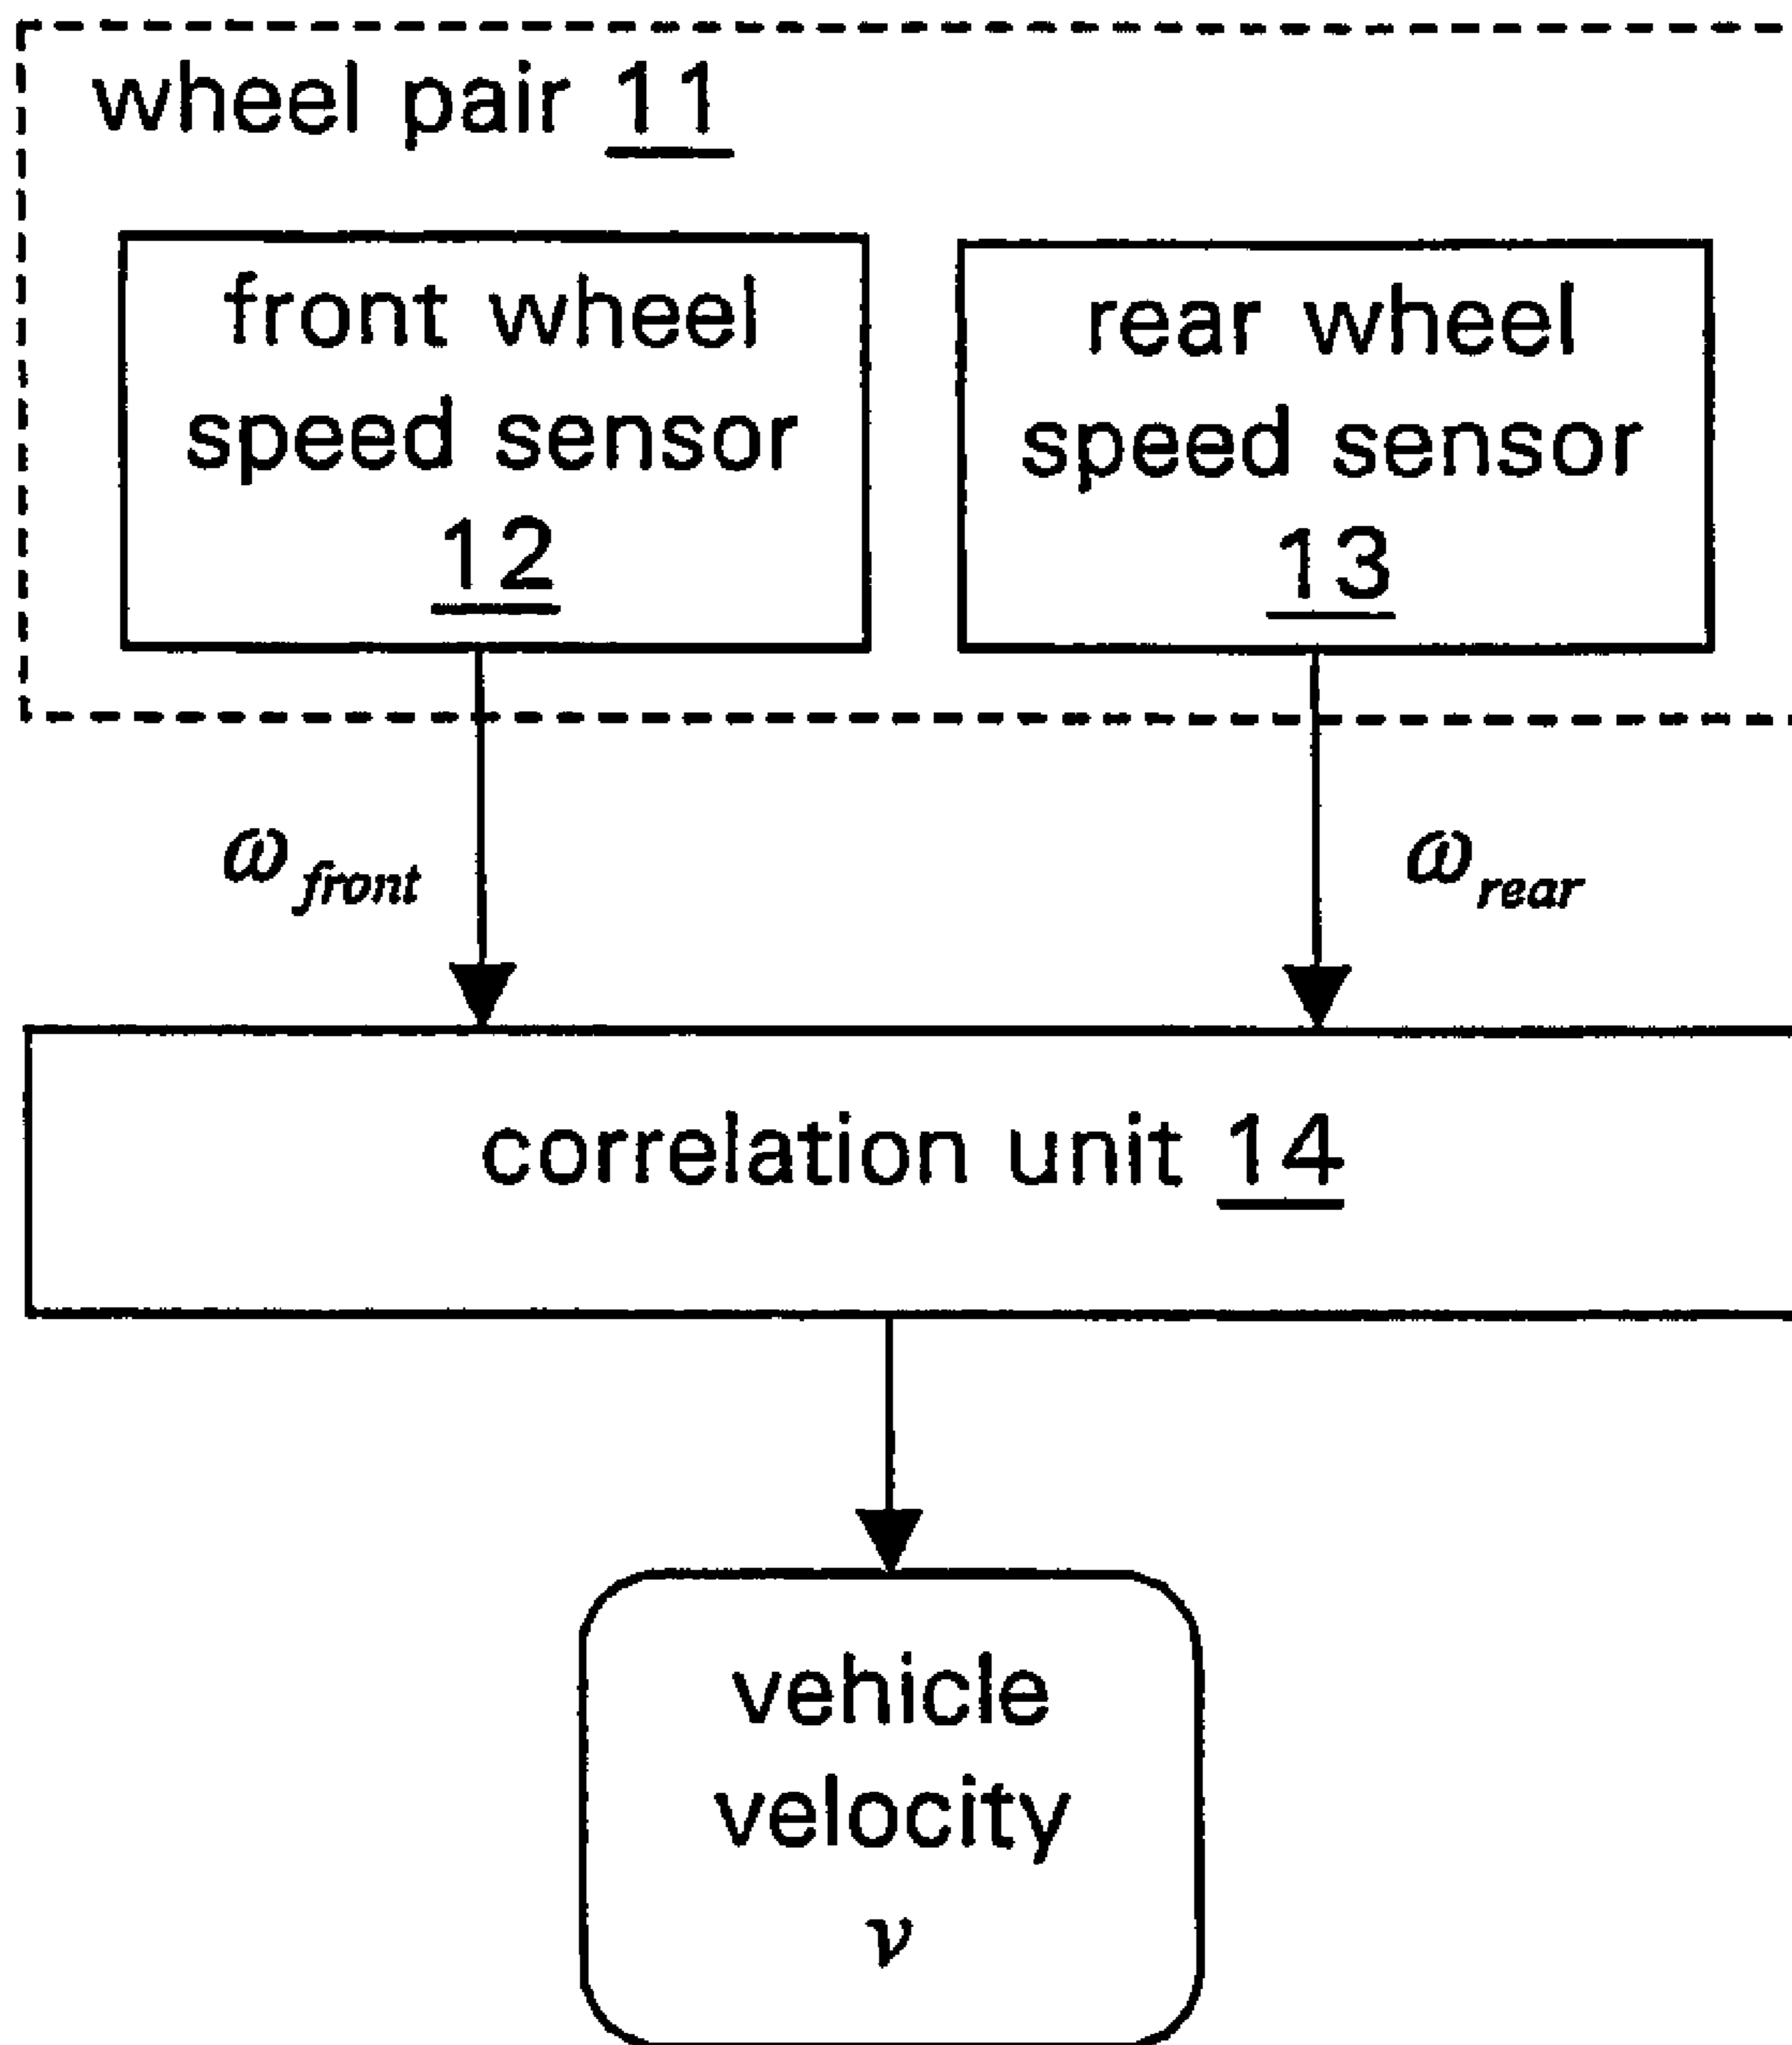 wheel pair 11
front wheel
speed sensor
12
rear wheel
speed sensor
13
ω front
ω rear
correlation unit 14
vehicle
velocity
v